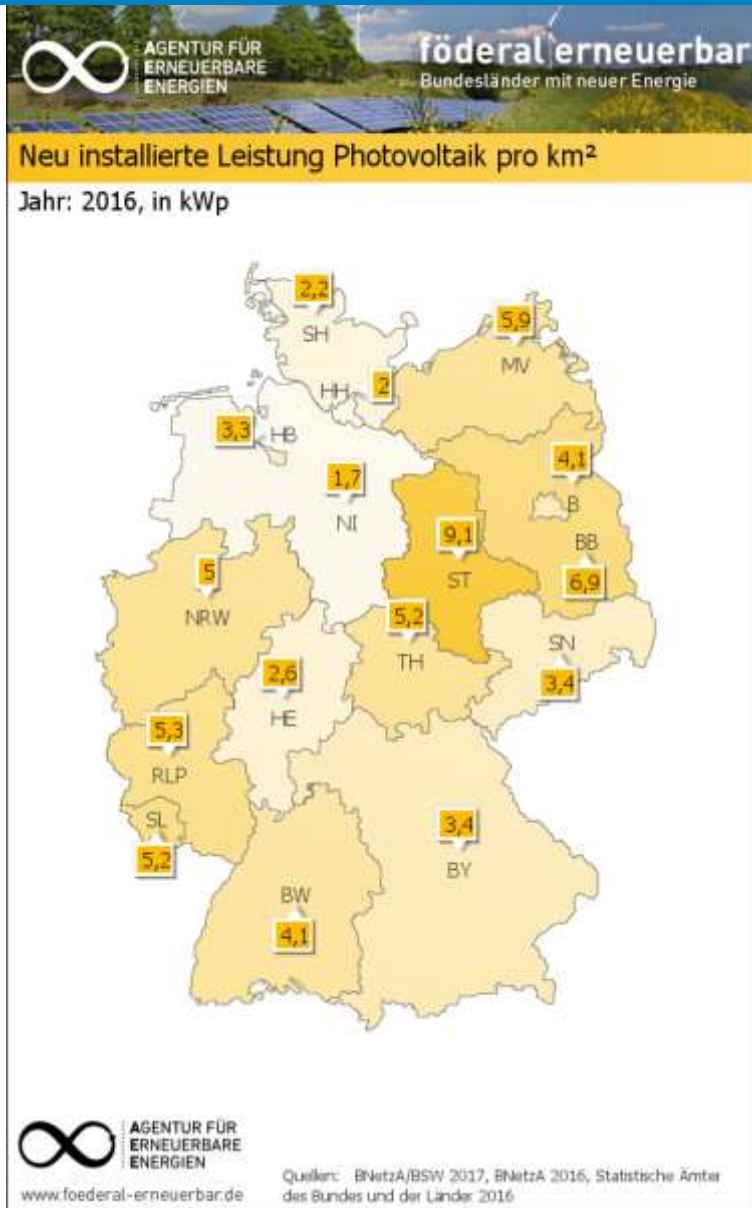 AGENTUR FÜR
ERNEUERBARE
ENERGIEN
föderal erneuerbar
Bundesländer mit neuer Energie
Neu installierte Leistung Photovoltaik pro km²
Jahr: 2016, in kWp
2,2
SH
5,9
MV
HH
2
3,3
HB
4,1
B
1,7
NI
9,1
ST
BB
6,9
5
NRW
5,2
TH
SN
3,4
2,6
HE
5,3
RLP
SL
5,2
3,4
BY
BW
4,1
AGENTUR FÜR
ERNEUERBARE
ENERGIEN
www.foederal-erneuerbar.de
Quellen: BNetzA/BSW 2017, BNetzA 2016, Statistische Ämter
des Bundes und der Länder 2016